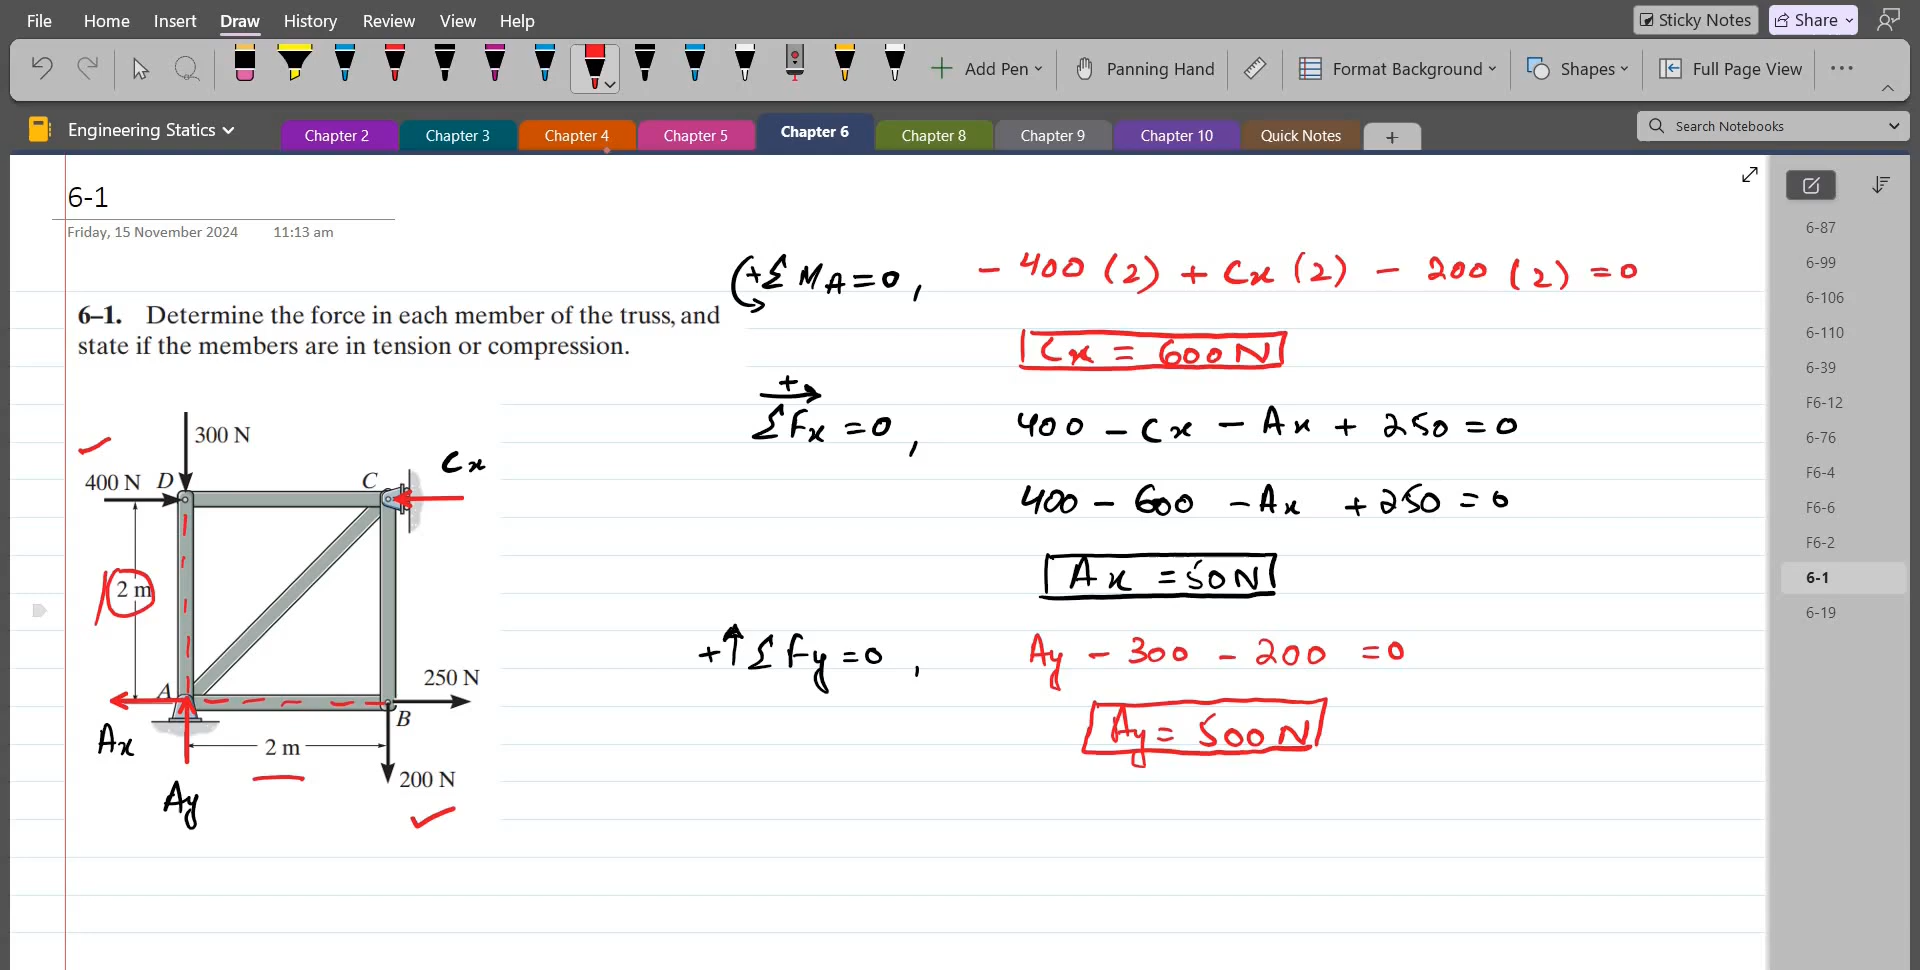 File Home Insert Draw History Review View Help
Sticky Notes Share
Add Pen Panning Hand Format Background Shapes Full Page View
Engineering Statics Chapter 2 Chapter 3 Chapter 4 Chapter 5 Chapter 6 Chapter 8 Chapter 9 Chapter 10 Quick Notes +
Search Notebooks
6-1
Friday, 15 November 2024 11:13 am
6–1. Determine the force in each member of the truss, and
state if the members are in tension or compression.
300 N
400 N D C Cx
2 m
A 250 N
B
Ax 2 m
200 N
Ay
+ΣMA=0, - 400 (2) + Cx (2) - 200 (2) = 0
Cx = 600 N
+
ΣFx = 0, 400 - Cx - Ax + 250 = 0
400 - 600 - Ax + 250 = 0
Ax = 50 N
+↑ΣFy = 0, Ay - 300 - 200 = 0
Ay = 500 N
6-87
6-99
6-106
6-110
6-39
F6-12
6-76
F6-4
F6-6
F6-2
6-1
6-19